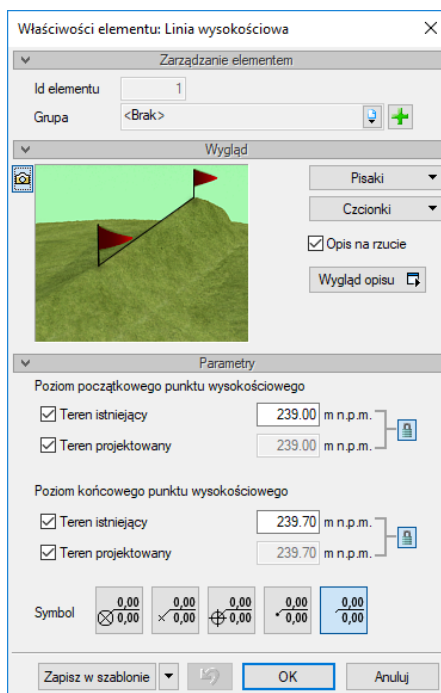 Właściwości elementu: Linia wysokościowa
Zarządzanie elementem
Id elementu 1
Grupa <Brak>
Wygląd
Pisaki
Czcionki
Opis na rzucie
Wygląd opisu
Parametry
Poziom początkowego punktu wysokościowego
Teren istniejący 239.00 m n.p.m.
Teren projektowany 239.00 m n.p.m.
Poziom końcowego punktu wysokościowego
Teren istniejący 239.70 m n.p.m.
Teren projektowany 239.70 m n.p.m.
0,00 0,00 0,00 0,00 0,00
Symbol
0,00 0,00 0,00 0,00 0,00
Zapisz w szablonie OK Anuluj